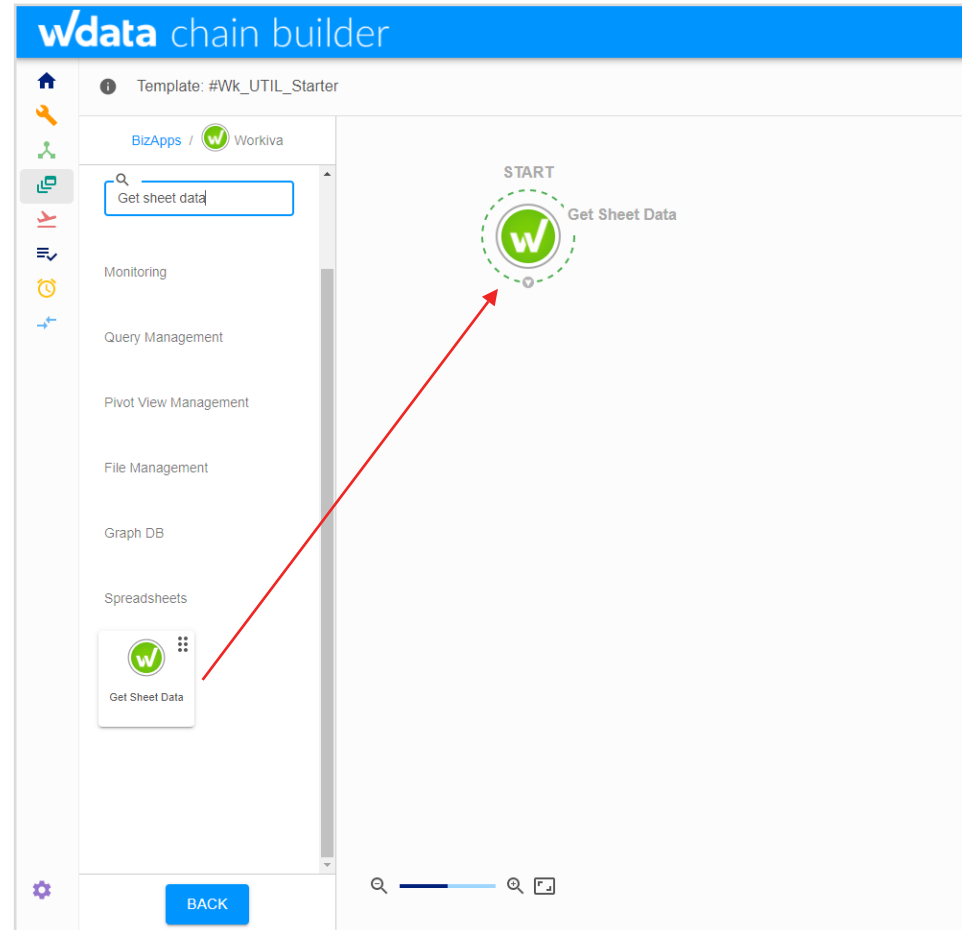 wdata chain builder
Template: #Wk_UTIL_Starter
BizApps / Workiva
Get sheet data
Monitoring
Query Management
Pivot View Management
File Management
Graph DB
Spreadsheets
Get Sheet Data
BACK
START
Get Sheet Data